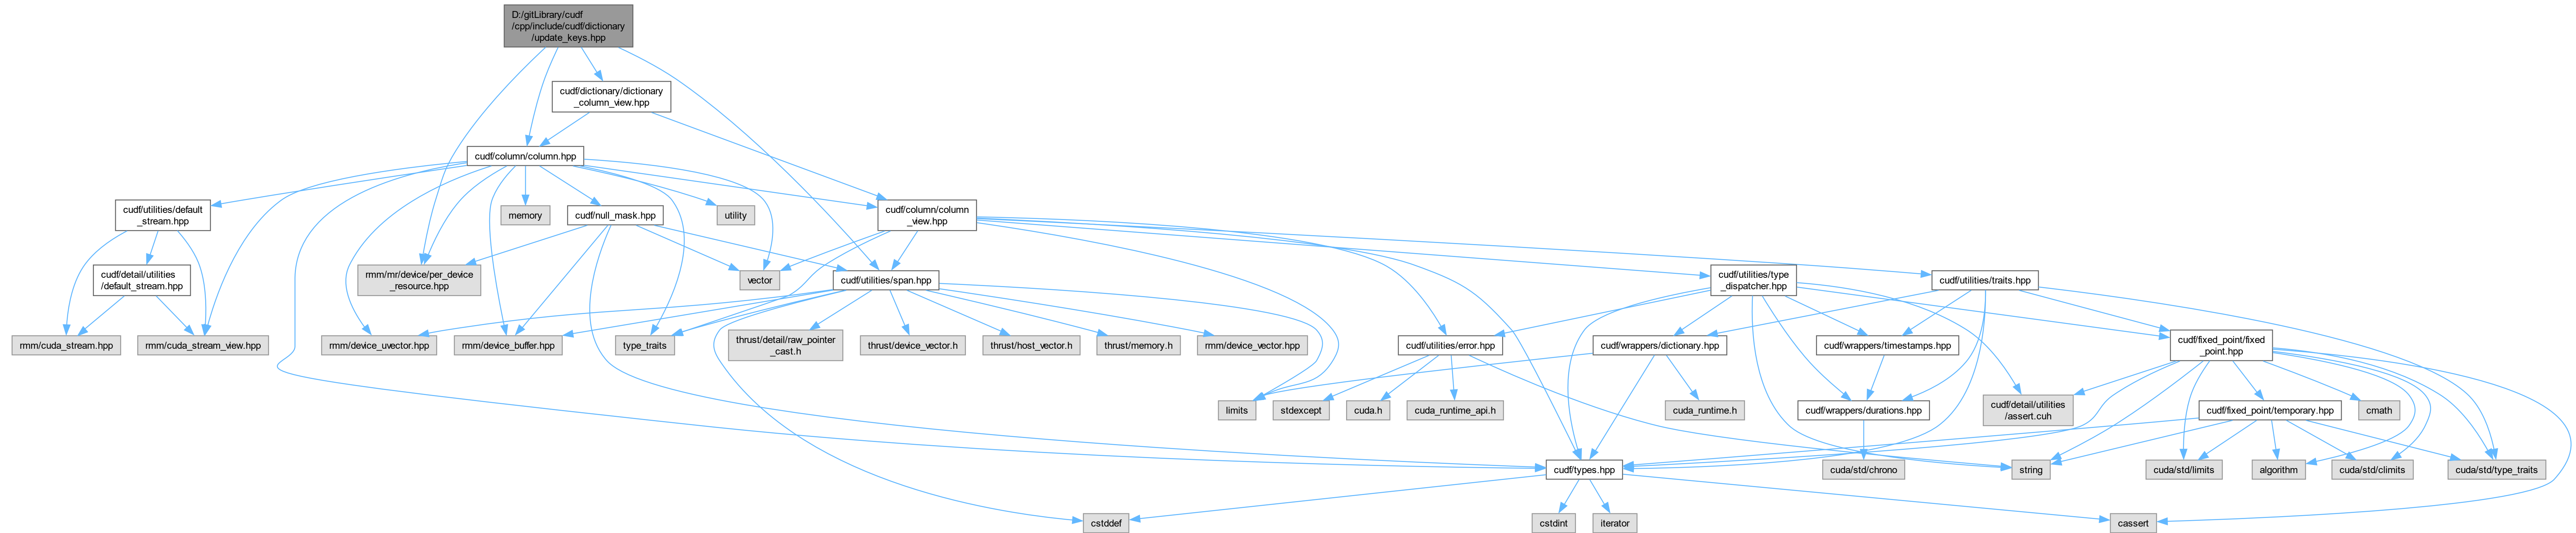 D:/gitLibrary/cudf
/cpp/include/cudf/dictionary
/update_keys.hpp
cudf/dictionary/dictionary
_column_view.hpp
cudf/column/column.hpp
cudf/utilities/default
_stream.hpp
memory
cudf/null_mask.hpp
utility
cudf/column/column
_view.hpp
cudf/detail/utilities
/default_stream.hpp
rmm/mr/device/per_device
_resource.hpp
vector
cudf/utilities/span.hpp
cudf/utilities/type
_dispatcher.hpp
cudf/utilities/traits.hpp
rmm/cuda_stream.hpp
rmm/cuda_stream_view.hpp
rmm/device_uvector.hpp
rmm/device_buffer.hpp
type_traits
thrust/detail/raw_pointer
_cast.h
thrust/device_vector.h
thrust/host_vector.h
thrust/memory.h
rmm/device_vector.hpp
cudf/utilities/error.hpp
cudf/wrappers/dictionary.hpp
cudf/wrappers/timestamps.hpp
cudf/fixed_point/fixed
_point.hpp
limits
stdexcept
cuda.h
cuda_runtime_api.h
cuda_runtime.h
cudf/wrappers/durations.hpp
cudf/detail/utilities
/assert.cuh
cudf/fixed_point/temporary.hpp
cmath
cudf/types.hpp
cuda/std/chrono
string
cuda/std/limits
algorithm
cuda/std/climits
cuda/std/type_traits
cstddef
cstdint
iterator
cassert